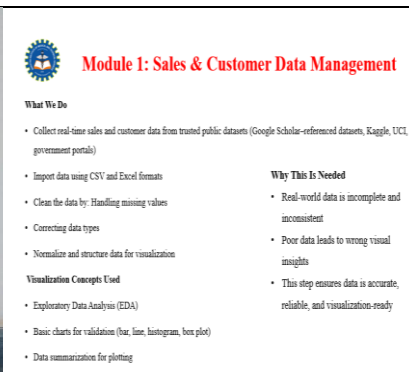 Module 1: Sales & Customer Data Management
What We Do
• Collect real-time sales and customer data from trusted public datasets (Google Scholar-referenced datasets, Kaggle, UCI,
government portals)
• Import data using CSV and Excel formats
• Clean the data by: Handling missing values
• Correcting data types
• Normalize and structure data for visualization
Visualization Concepts Used
• Exploratory Data Analysis (EDA)
• Basic charts for validation (bar, line, histogram, box plot)
• Data summarization for plotting
Why This Is Needed
• Real-world data is incomplete and
inconsistent
• Poor data leads to wrong visual
insights
• This step ensures data is accurate,
reliable, and visualization-ready